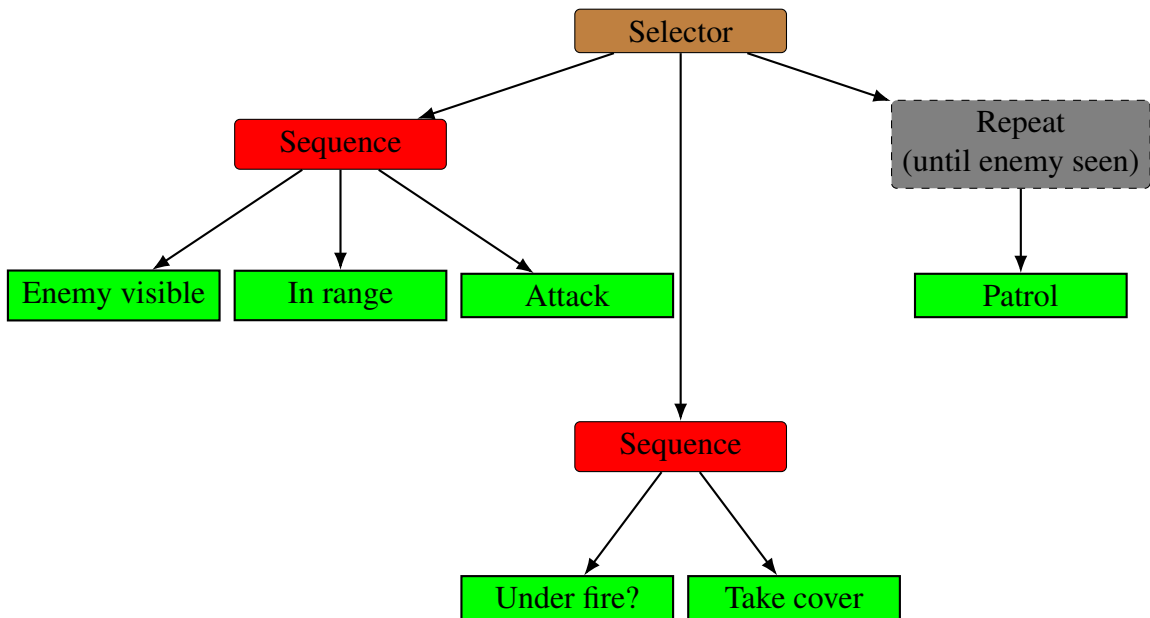 Selector
Sequence
Repeat
(until enemy seen)
Enemy visible
In range
Attack
Patrol
Sequence
Under fire?
Take cover